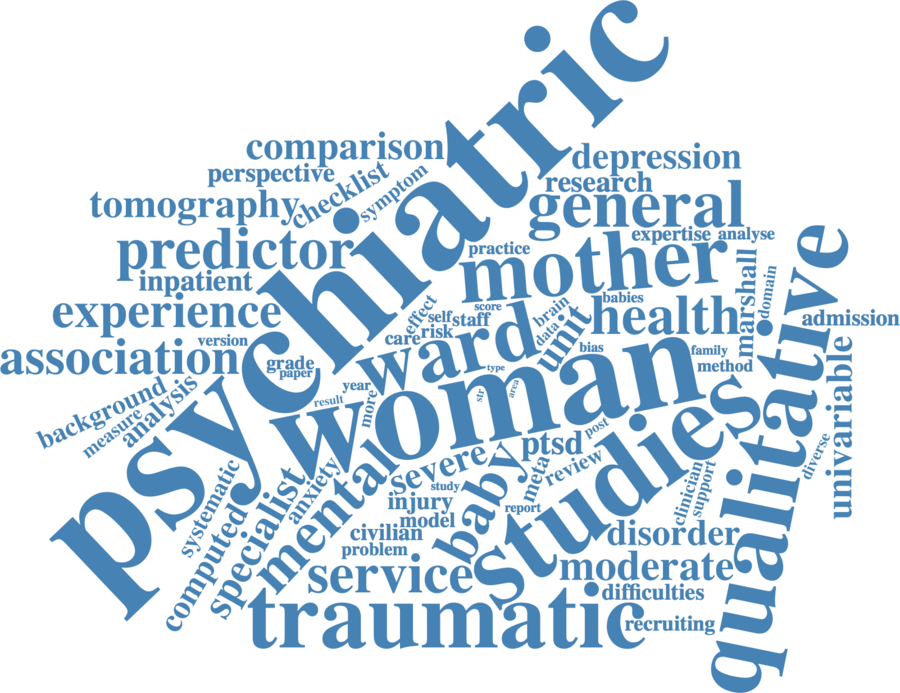 psychiatric
comparison
perspective
checklist
symptom
depression
research
tomography
general
predictor
expertise
analyse
practice
mother
inpatient
experience
qualitative
marshall
domain
babies
health
admission
effect
self
score
staff
brain
data
unit
version
association
care
risk
ward
bias
family
method
grade
paper
type
area
str
woman
univariable
year
result
more
background
analysis
measure
studies
diverse
ptsd
post
severe
meta
review
systematic
anxiety
specialist
mental
study
baby
clinician
support
computed
injury
model
report
civilian
problem
disorder
service
moderate
difficulties
traumatic
recruiting